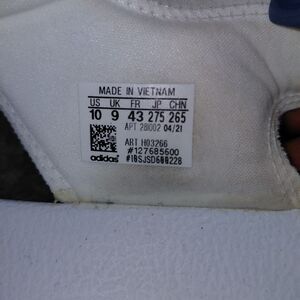 MADE IN VIETNAM
US UK FR JP CHN
10 9 43 275 265
APT 28002 04/21
ART H03266
#127685600
adidas #1BSJSD688228